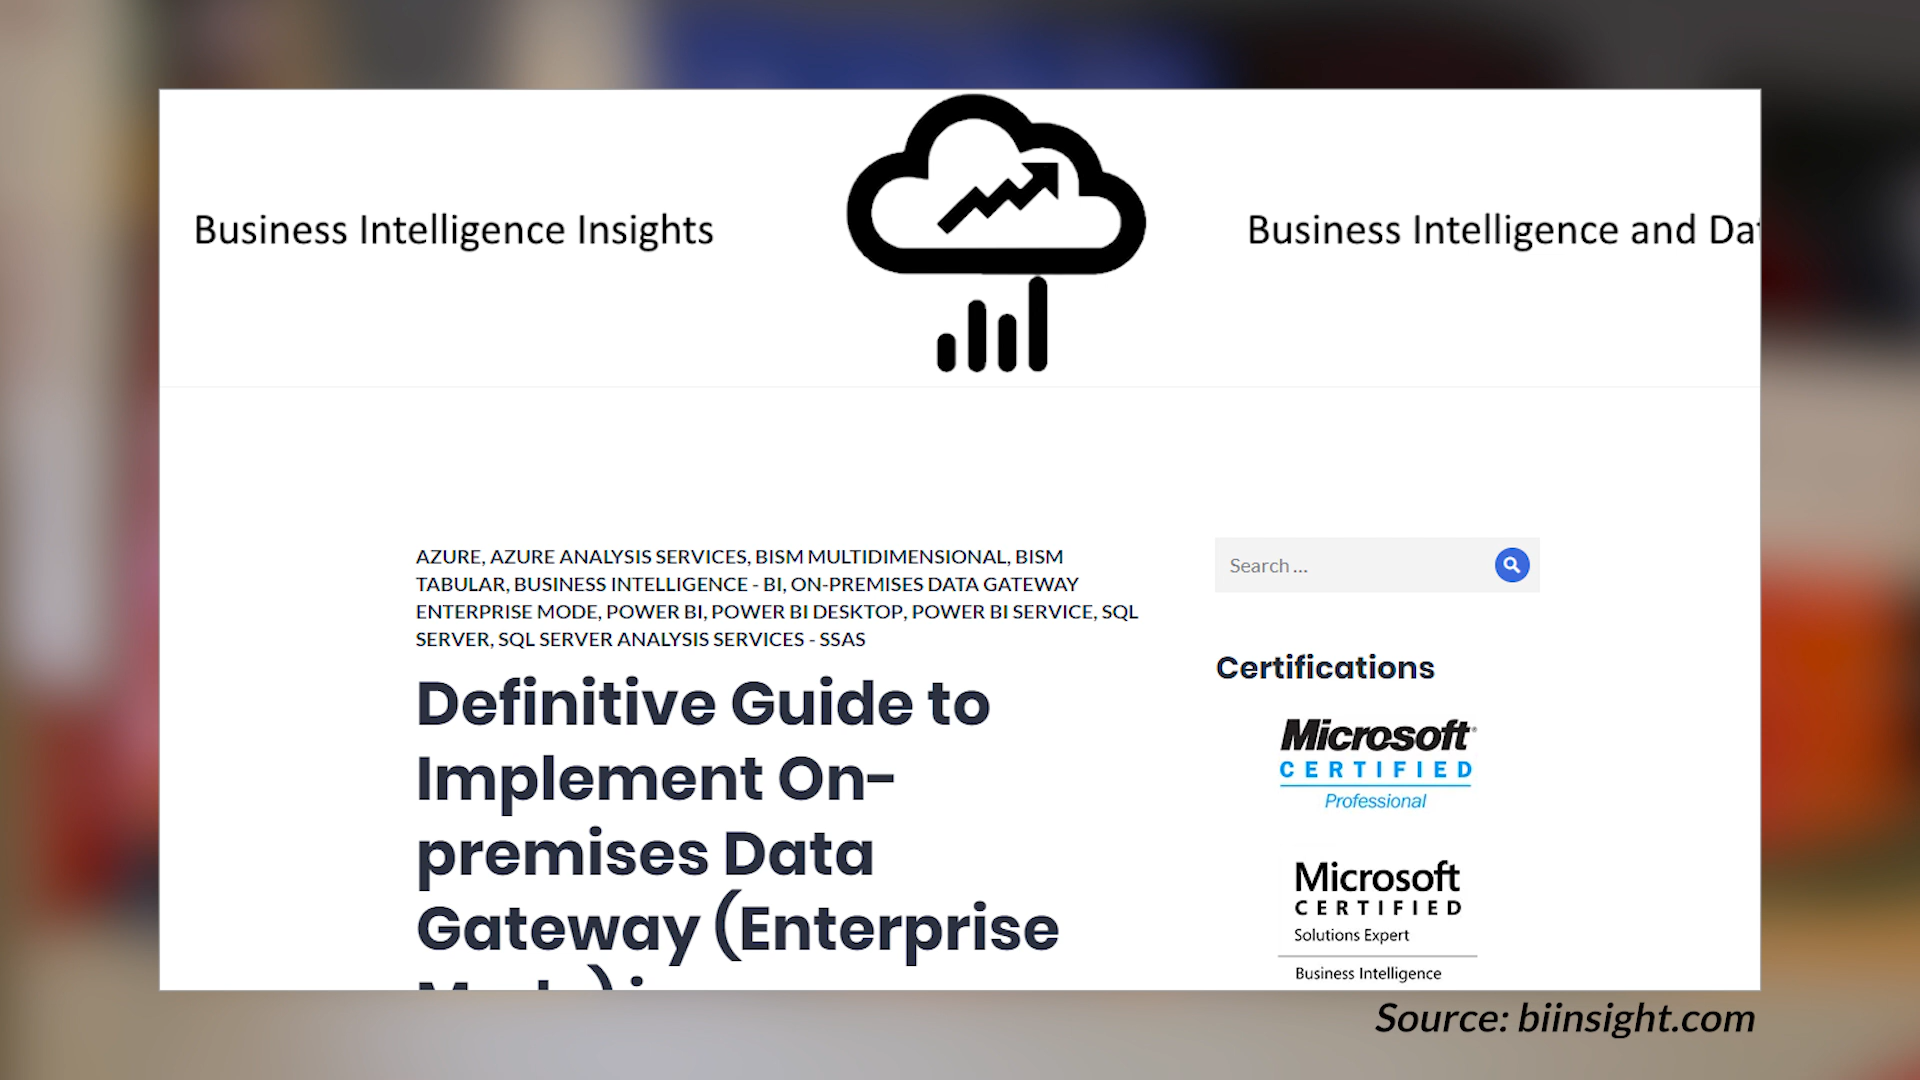 Business Intelligence Insights
Business Intelligence and Dat
AZURE, AZURE ANALYSIS SERVICES, BISM MULTIDIMENSIONAL, BISM
TABULAR, BUSINESS INTELLIGENCE - BI, ON-PREMISES DATA GATEWAY
ENTERPRISE MODE, POWER BI, POWER BI DESKTOP, POWER BI SERVICE, SQL
SERVER, SQL SERVER ANALYSIS SERVICES - SSAS
Definitive Guide to
Implement On-
premises Data
Gateway (Enterprise
Search ...
Certifications
Microsoft
CERTIFIED
Professional
Microsoft
CERTIFIED
Solutions Expert
Business Intelligence
Source: biinsight.com